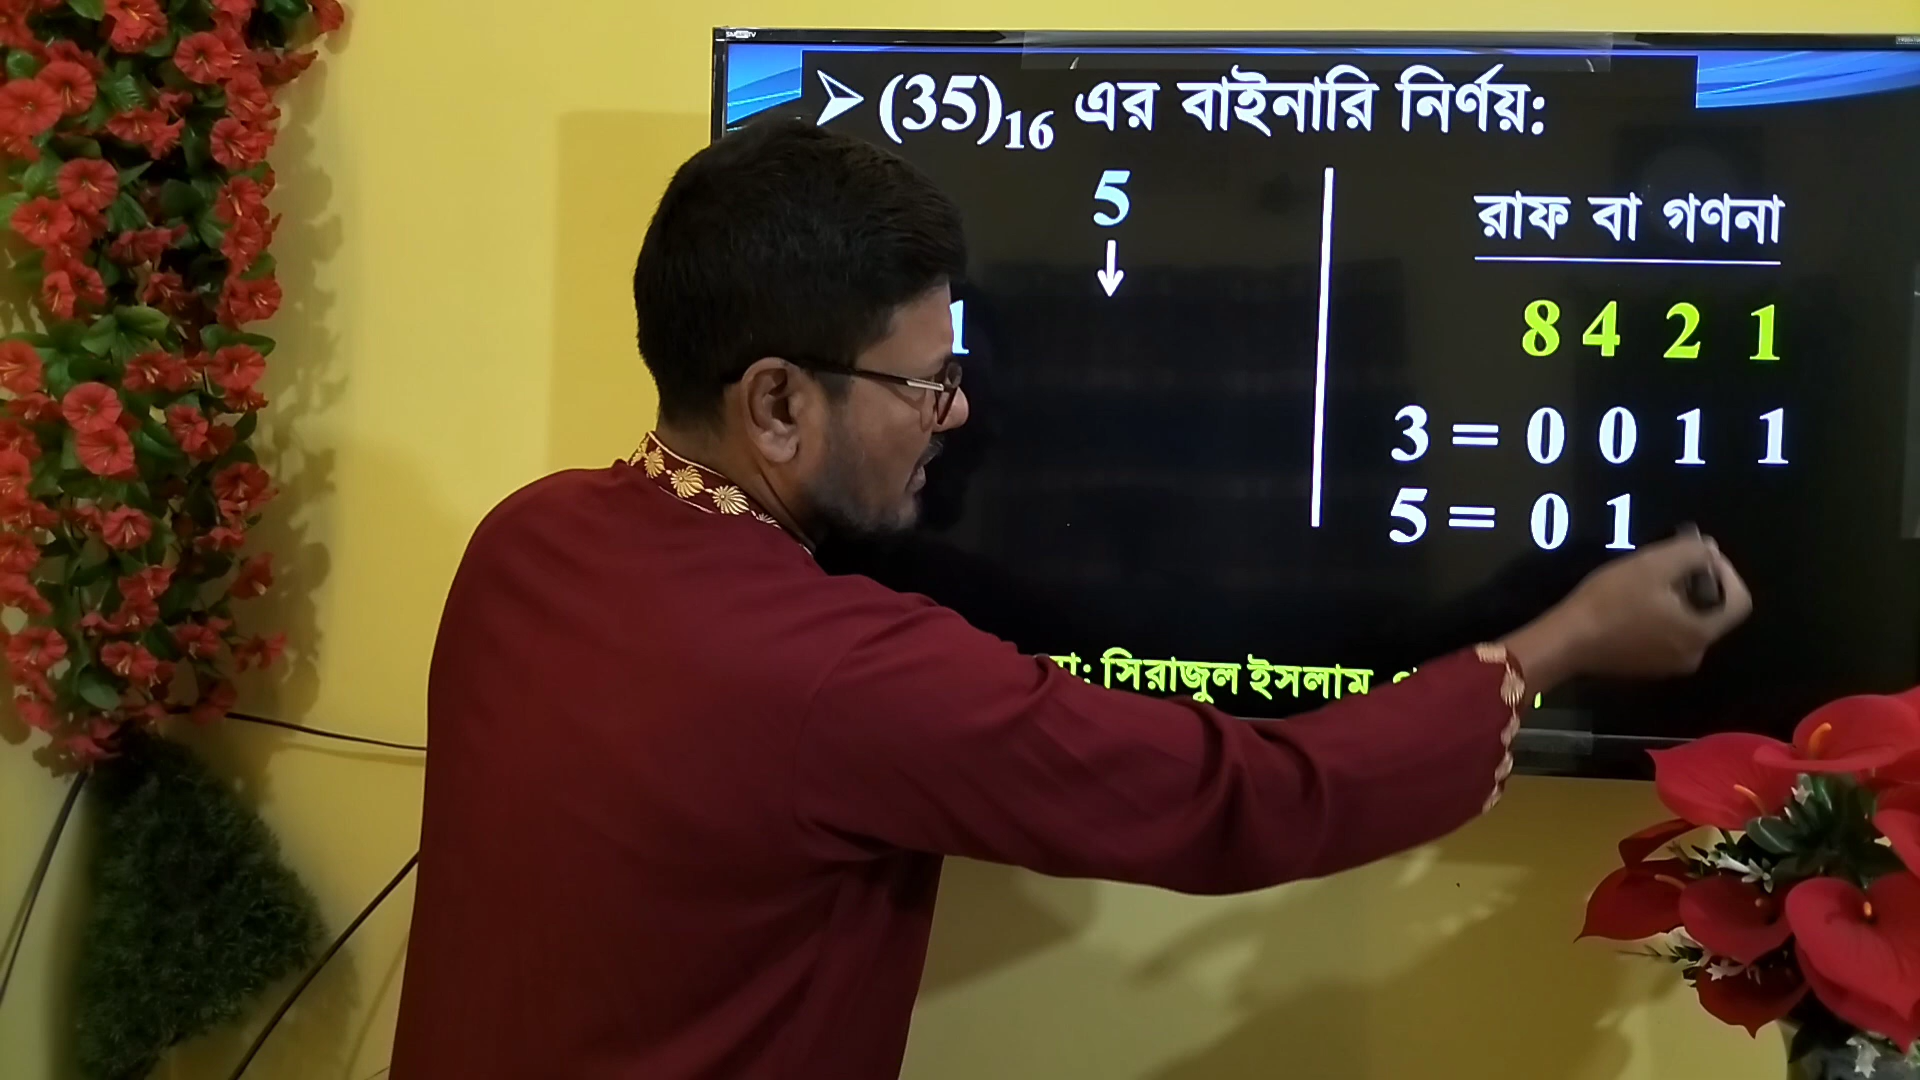 ➢ (35)16 এর বাইনারি নির্ণয়:
5
↓
1
রাফ বা গণনা
8 4 2 1
3 = 0 0 1 1
5 = 0 1
সিরাজুল ইসলাম